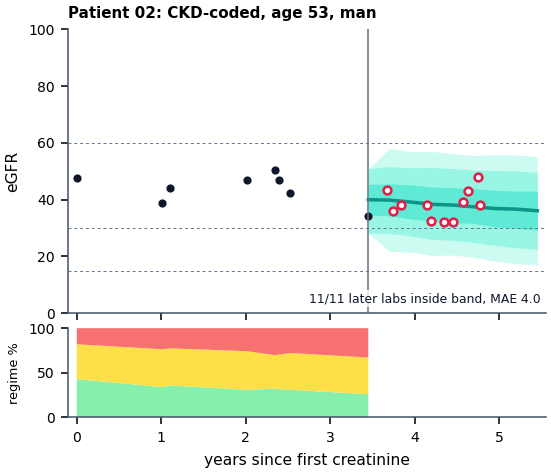 Patient 02: CKD-coded, age 53, man
100
80
60
40
20
0
eGFR
11/11 later labs inside band, MAE 4.0
100
50
0
regime %
0 1 2 3 4 5
years since first creatinine